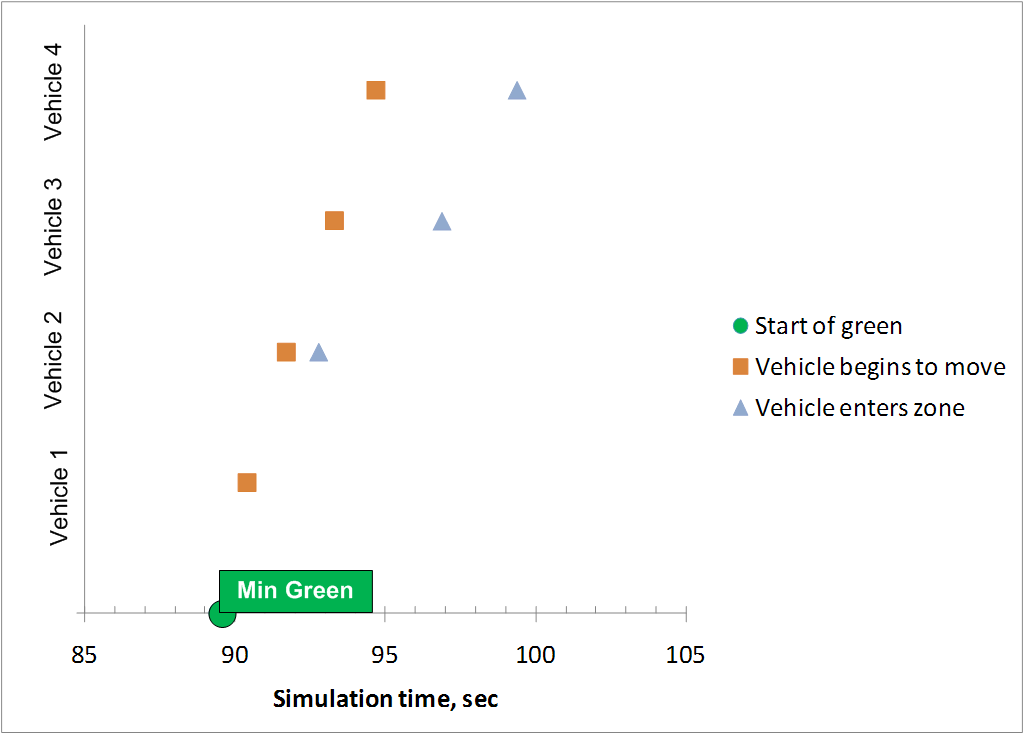 Vehicle 4
Vehicle 3
Vehicle 2
Vehicle 1
Start of green
Vehicle begins to move
Vehicle enters zone
Min Green
85 90 95 100 105
Simulation time, sec